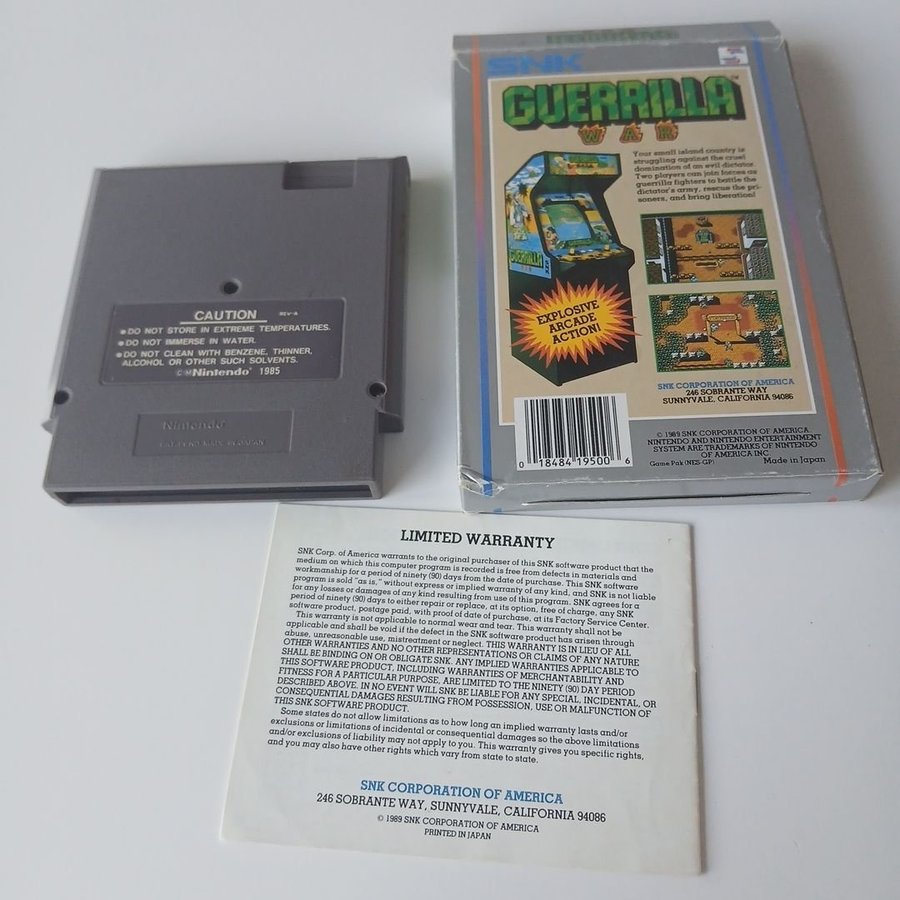 CAUTION REV-A
●DO NOT STORE IN EXTREME TEMPERATURES.
●DO NOT IMMERSE IN WATER.
●DO NOT CLEAN WITH BENZENE, THINNER,
ALCOHOL OR OTHER SUCH SOLVENTS.
©Nintendo® 1985
Nintendo
SNK
GUERRILLA™
WAR
Your small island country is
struggling against the cruel
domination of an evil dictator.
Two players can join forces as
guerrilla fighters to battle the
dictator's army, rescue the pri-
soners, and bring liberation!
GUERRILLA
WAR
EXPLOSIVE
ARCADE
ACTION!
SNK CORPORATION OF AMERICA
246 SOBRANTE WAY
SUNNYVALE, CALIFORNIA 94086
0 18484 19500 6
© 1989 SNK CORPORATION OF AMERICA
NINTENDO AND NINTENDO ENTERTAINMENT
SYSTEM ARE TRADEMARKS OF NINTENDO
OF AMERICA INC
Game Pak (NES-GP) Made in Japan
LIMITED WARRANTY
SNK Corp. of America warrants to the original purchaser of this SNK software product that the
medium on which this computer program is recorded is free from defects in materials and
workmanship for a period of ninety (90) days from the date of purchase. This SNK software
program is sold "as is," without express or implied warranty of any kind, and SNK is not liable
for any losses or damages of any kind resulting from use of this program. SNK agrees for a
period of ninety (90) days to either repair or replace, at its option, free of charge, any SNK
software product, postage paid, with proof of date of purchase, at its Factory Service Center.
This warranty is not applicable to normal wear and tear. This warranty shall not be
applicable and shall be void if the defect in the SNK software product has arisen through
abuse, unreasonable use, mistreatment or neglect. THIS WARRANTY IS IN LIEU OF ALL
OTHER WARRANTIES AND NO OTHER REPRESENTATIONS OR CLAIMS OF ANY NATURE
SHALL BE BINDING ON OR OBLIGATE SNK. ANY IMPLIED WARRANTIES APPLICABLE TO
THIS SOFTWARE PRODUCT, INCLUDING WARRANTIES OF MERCHANTABILITY AND
FITNESS FOR A PARTICULAR PURPOSE, ARE LIMITED TO THE NINETY (90) DAY PERIOD
DESCRIBED ABOVE. IN NO EVENT WILL SNK BE LIABLE FOR ANY SPECIAL, INCIDENTAL, OR
CONSEQUENTIAL DAMAGES RESULTING FROM POSSESSION, USE OR MALFUNCTION OF
THIS SNK SOFTWARE PRODUCT.
Some states do not allow limitations as to how long an implied warranty lasts and/or
exclusions or limitations of incidental or consequential damages so the above limitations
and/or exclusions of liability may not apply to you. This warranty gives you specific rights,
and you may also have other rights which vary from state to state.
SNK CORPORATION OF AMERICA
246 SOBRANTE WAY, SUNNYVALE, CALIFORNIA 94086
© 1989 SNK CORPORATION OF AMERICA
PRINTED IN JAPAN